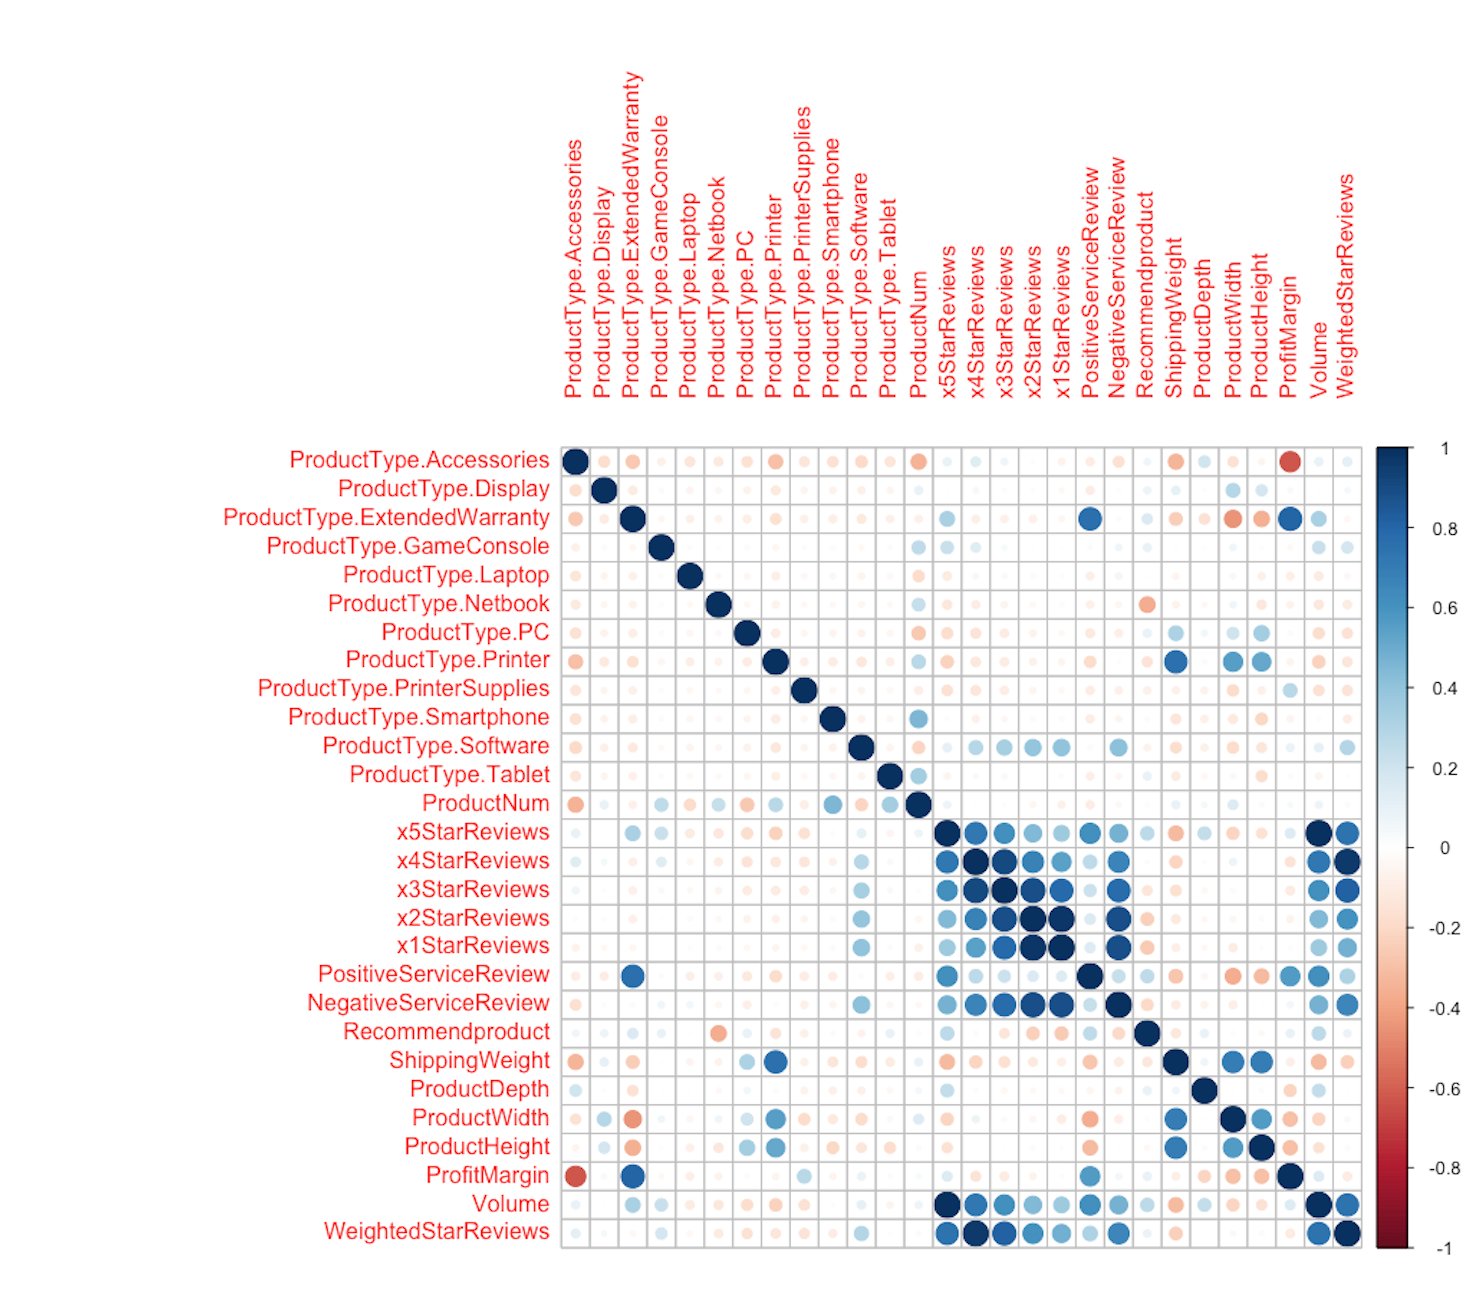 ProductType.Accessories
ProductType.Display
ProductType.ExtendedWarranty
ProductType.GameConsole
ProductType.Laptop
ProductType.Netbook
ProductType.PC
ProductType.Printer
ProductType.PrinterSupplies
ProductType.Smartphone
ProductType.Software
ProductType.Tablet
ProductNum
x5StarReviews
x4StarReviews
x3StarReviews
x2StarReviews
x1StarReviews
PositiveServiceReview
NegativeServiceReview
Recommendproduct
ShippingWeight
ProductDepth
ProductWidth
ProductHeight
ProfitMargin
Volume
WeightedStarReviews
ProductType.Accessories
ProductType.Display
ProductType.ExtendedWarranty
ProductType.GameConsole
ProductType.Laptop
ProductType.Netbook
ProductType.PC
ProductType.Printer
ProductType.PrinterSupplies
ProductType.Smartphone
ProductType.Software
ProductType.Tablet
ProductNum
x5StarReviews
x4StarReviews
x3StarReviews
x2StarReviews
x1StarReviews
PositiveServiceReview
NegativeServiceReview
Recommendproduct
ShippingWeight
ProductDepth
ProductWidth
ProductHeight
ProfitMargin
Volume
WeightedStarReviews
1
0.8
0.6
0.4
0.2
0
-0.2
-0.4
-0.6
-0.8
-1